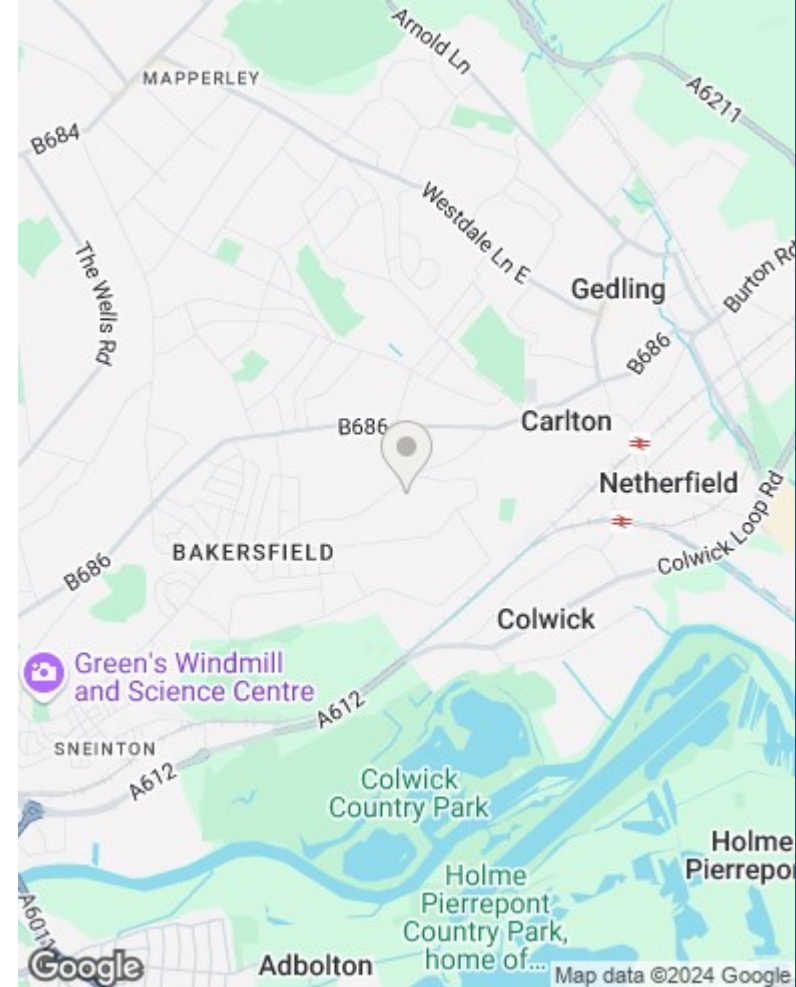 Arnold Ln
MAPPERLEY
A6211
B684
Westdale Ln E
The Wells Rd
Gedling
Burton Rd
B686
B686
Carlton
Netherfield
Colwick Loop Rd
BAKERSFIELD
B686
Colwick
Green's Windmill
and Science Centre
A612
SNEINTON
A612
Colwick
Country Park
Holme
Pierrepo
Holme
Pierrepont
Country Park,
home of...
A6011
Adbolton
Google
Map data ©2024 Google